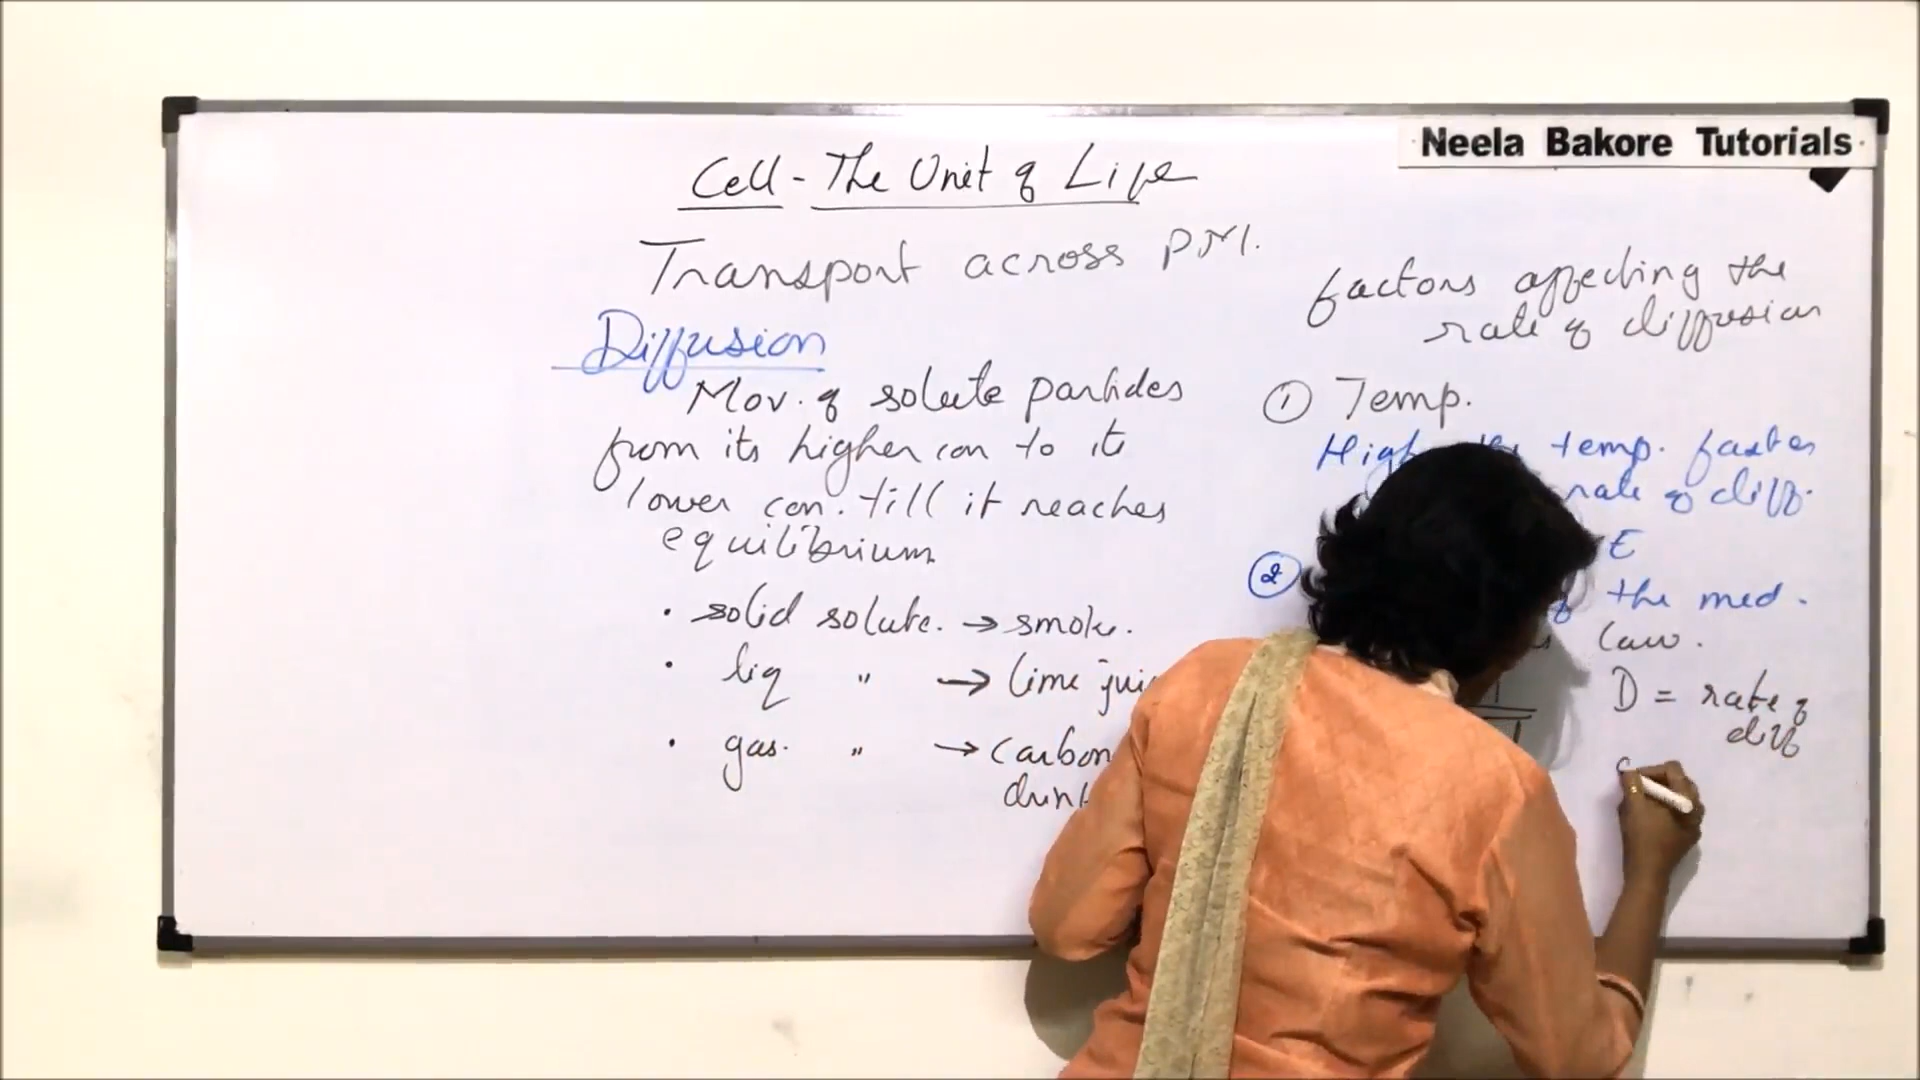 Neela Bakore Tutorials
Cell - The Unit of Life
Transport across PM.
Diffusion
Mov. of solute particles
from its higher con to its
lower con. till it reaches
equilibrium.
• solid solute. → smoke.
• liq " → lime
• gas. " → carbon
factors affecting the
rate of diffusion
① Temp.
temp. faster
rate of diff.
E
②
the med.
Law.
D = rate of
diff